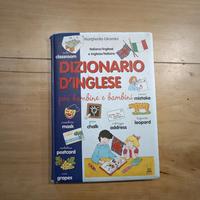 Margherita Giromini
Italiano/Inglese
e Inglese/Italiano
classroom
DIZIONARIO
D'INGLESE
per bambine e bambini
mistake
mask
chalk
address
leopard
postcard
grapes